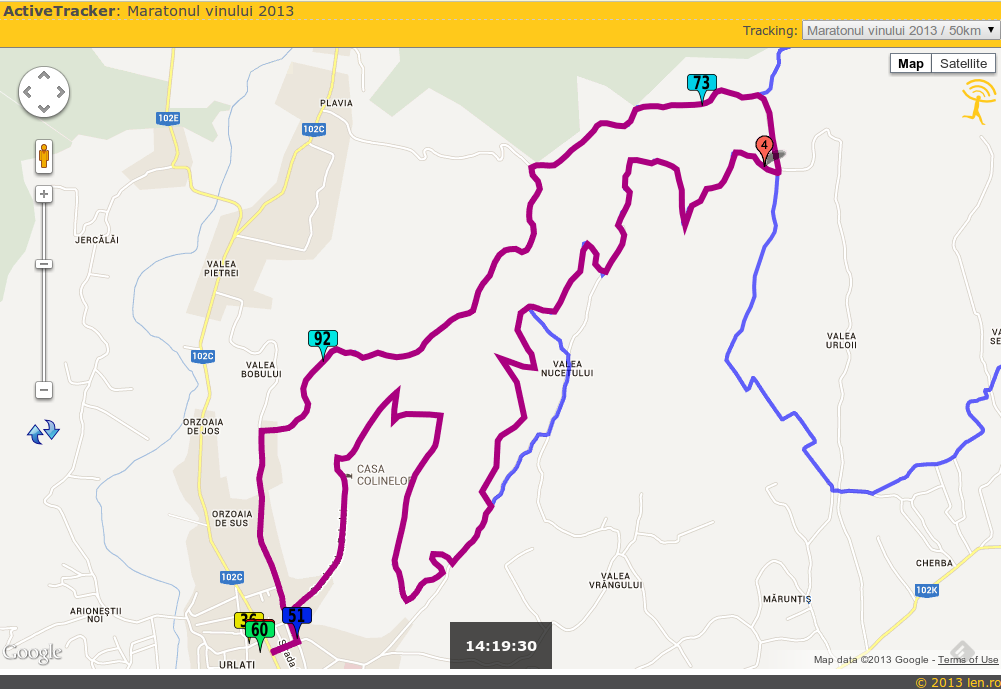 ActiveTracker: Maratonul vinului 2013
Tracking: Maratonul vinului 2013 / 50km
Map Satellite
73
PLAVIA
102E
102C
4
JERCĂLĂI
VALEA
PIETREI
92
VALEA
URLOII
102C
VALEA
BOBULUI
VALEA
NUCETULUI
ORZOAIA
DE JOS
CASA
COLINELOR
ORZOAIA
DE SUS
CHERBA
102C
VALEA
VRÂNGULUI
102K
MĂRUNȚIȘ
ARIONEȘTII
NOI
36
51
60
14:19:30
Strada
URLATI
Google
Map data ©2013 Google - Terms of Use
© 2013 len.ro